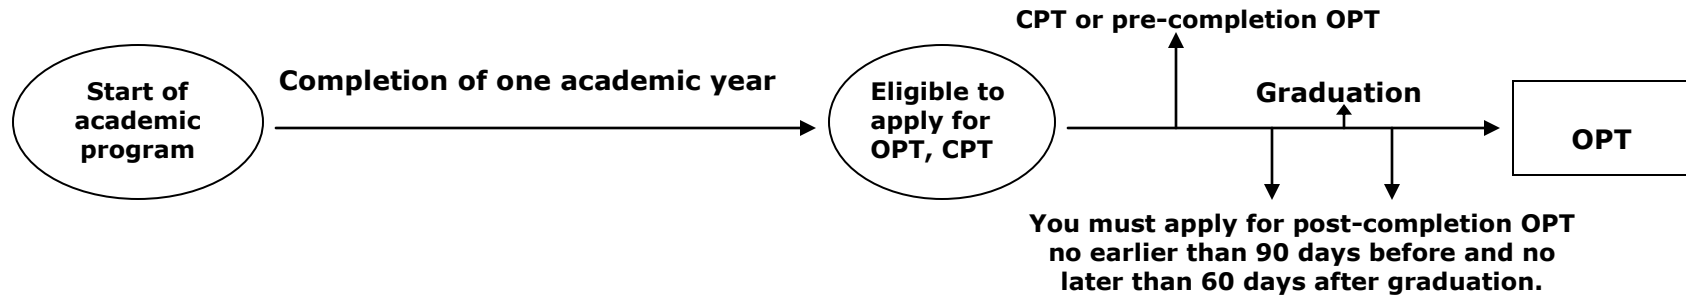 CPT or pre-completion OPT
Start of
academic
program
Completion of one academic year
Eligible to
apply for
OPT, CPT
Graduation
OPT
You must apply for post-completion OPT
no earlier than 90 days before and no
later than 60 days after graduation.